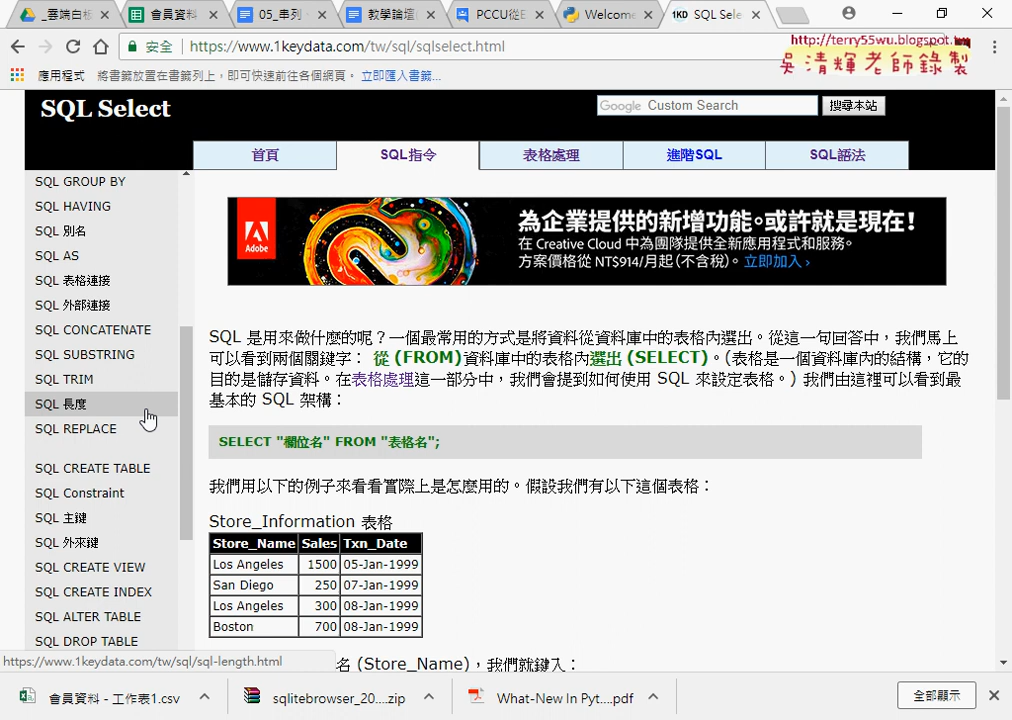 _雲端白板
會員資料
05_串列
教學論壇
PCCU從E
Welcome
SQL Sele
安全 https://www.1keydata.com/tw/sql/sqlselect.html
http://terry55wu.blogspot.tw
吳清輝老師錄製
應用程式 將書籤放置在書籤列上，即可快速前往各個網頁。 立即匯入書籤...
SQL Select
Google Custom Search 搜尋本站
首頁 SQL指令 表格處理 進階SQL SQL語法
SQL GROUP BY
SQL HAVING
SQL 別名
SQL AS
SQL 表格連接
SQL 外部連接
SQL CONCATENATE
SQL SUBSTRING
SQL TRIM
SQL 長度
SQL REPLACE
SQL CREATE TABLE
SQL Constraint
SQL 主鍵
SQL 外來鍵
SQL CREATE VIEW
SQL CREATE INDEX
SQL ALTER TABLE
SQL DROP TABLE
Adobe
為企業提供的新增功能。或許就是現在！
在 Creative Cloud 中為團隊提供全新應用程式和服務。
方案價格從 NT$914/月起 (不含稅)。 立即加入 ›
SQL 是用來做什麼的呢？一個最常用的方式是將資料從資料庫中的表格內選出。從這一句回答中，我們馬上
可以看到兩個關鍵字： 從 (FROM) 資料庫中的表格內選出 (SELECT)。（表格是一個資料庫內的結構，它的
目的是儲存資料。在表格處理這一部分中，我們會提到如何使用 SQL 來設定表格。）我們由這裡可以看到最
基本的 SQL 架構：
SELECT "欄位名" FROM "表格名";
我們用以下的例子來看看實際上是怎麼用的。假設我們有以下這個表格：
Store_Information 表格
Store_Name Sales Txn_Date
Los Angeles 1500 05-Jan-1999
San Diego 250 07-Jan-1999
Los Angeles 300 08-Jan-1999
Boston 700 08-Jan-1999
名 (Store_Name)，我們就鍵入：
https://www.1keydata.com/tw/sql/sql-length.html
會員資料 - 工作表1.csv
sqlitebrowser_20....zip
What-New In Pyt....pdf
全部顯示